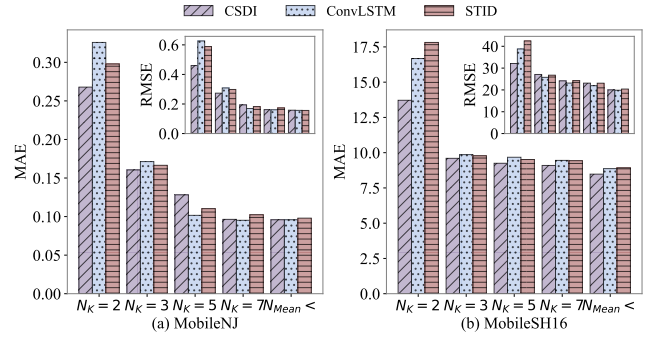 CSDI ConvLSTM STID
MAE
0.30
0.25
0.20
0.15
0.10
0.05
0.00
RMSE
0.6
0.4
0.2
0.0
N_K = 2 N_K = 3 N_K = 5 N_K = 7 N_Mean <
(a) MobileNJ
MAE
17.5
15.0
12.5
10.0
7.5
5.0
2.5
0.0
RMSE
40
30
20
10
0
N_K = 2 N_K = 3 N_K = 5 N_K = 7 N_Mean <
(b) MobileSH16